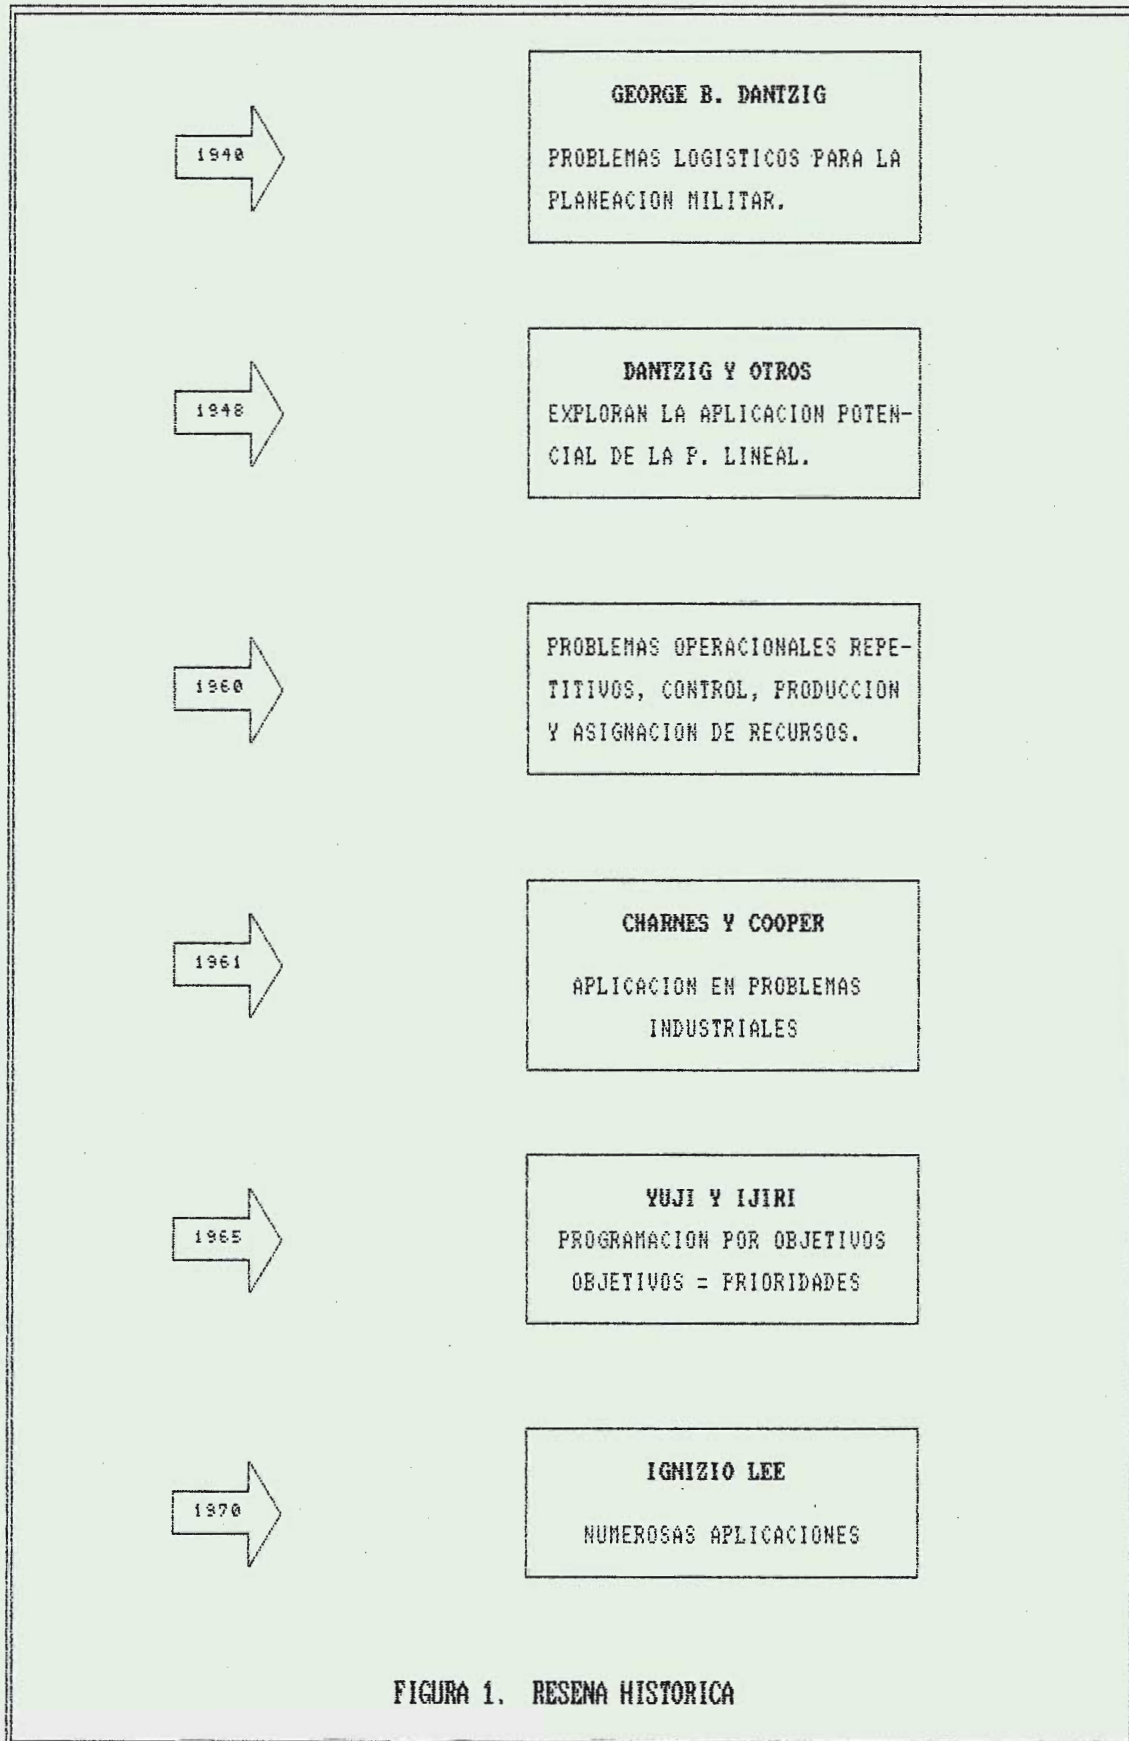 1940
GEORGE B. DANTZIG
PROBLEMAS LOGISTICOS PARA LA
PLANEACION MILITAR.
1948
DANTZIG Y OTROS
EXPLORAN LA APLICACION POTEN-
CIAL DE LA P. LINEAL.
1960
PROBLEMAS OPERACIONALES REPE-
TITIVOS, CONTROL, PRODUCCION
Y ASIGNACION DE RECURSOS.
1961
CHARNES Y COOPER
APLICACION EN PROBLEMAS
INDUSTRIALES
1965
YUJI Y IJIRI
PROGRAMACION POR OBJETIVOS
OBJETIVOS = PRIORIDADES
1970
IGNIZIO LEE
NUMEROSAS APLICACIONES
FIGURA 1. RESENA HISTORICA